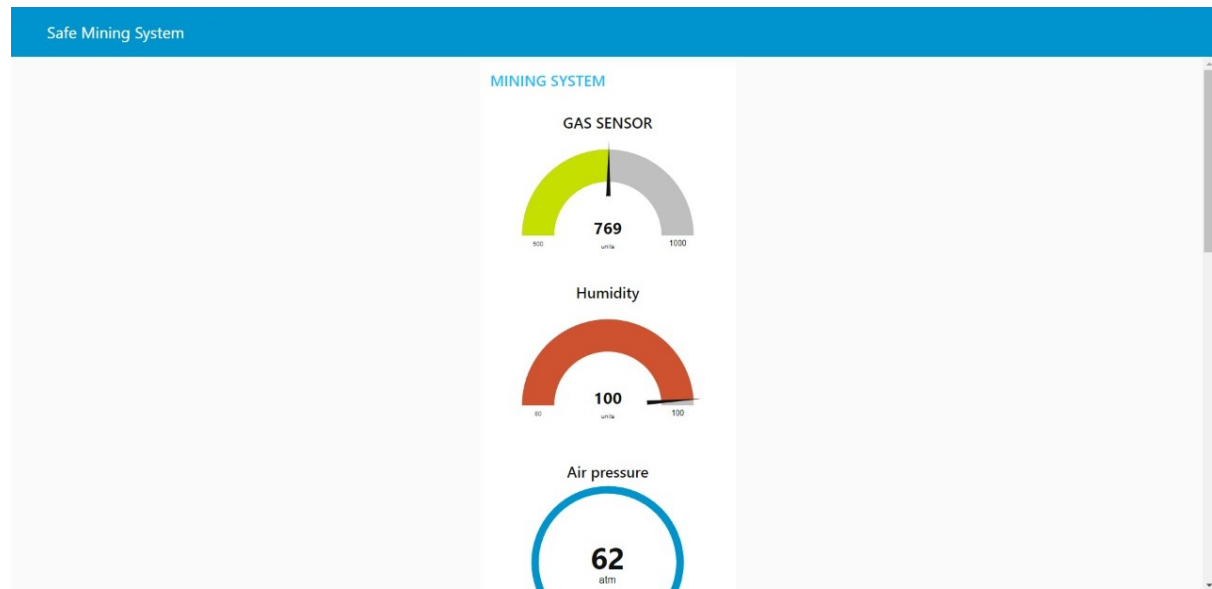 Safe Mining System
MINING SYSTEM
GAS SENSOR
769
500 units 1000
Humidity
100
60 units 100
Air pressure
62
atm